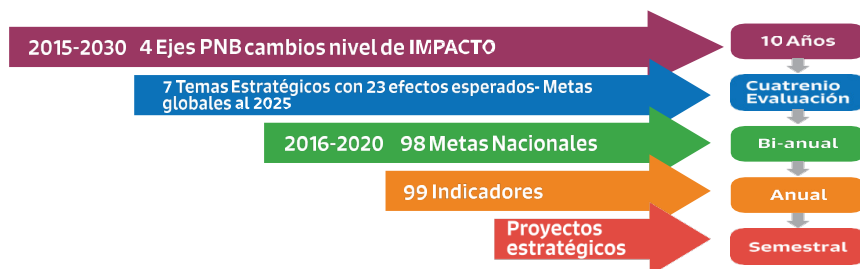 2015-2030 4 Ejes PNB cambios nivel de IMPACTO
10 Años
7 Temas Estratégicos con 23 efectos esperados- Metas
globales al 2025
Cuatrenio
Evaluación
2016-2020 98 Metas Nacionales
Bi-anual
99 Indicadores
Anual
Proyectos
estratégicos
Semestral